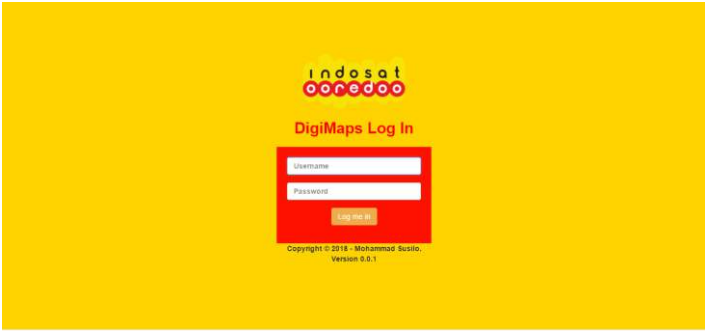 indosat
ooredoo
DigiMaps Log In
Username
Password
Log me in
Copyright © 2018 - Mohammad Susilo.
Version 0.0.1